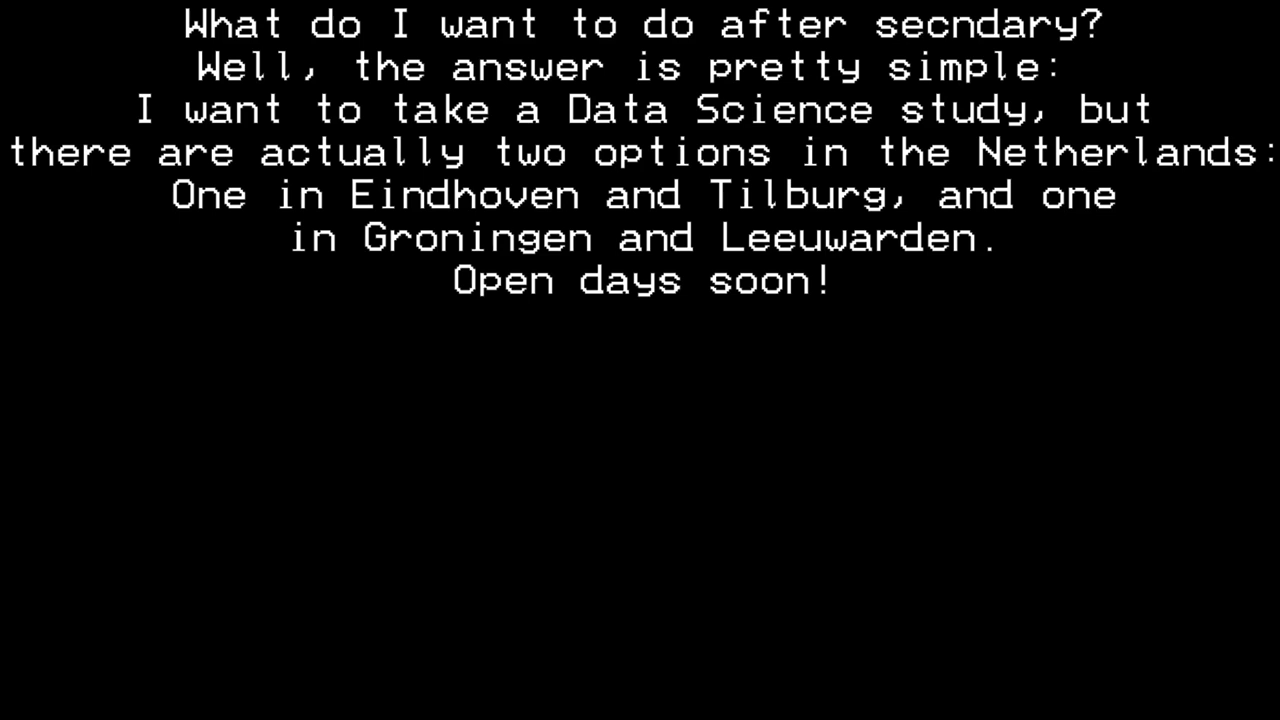 What do I want to do after secndary?
Well, the answer is pretty simple:
I want to take a Data Science study, but
there are actually two options in the Netherlands:
One in Eindhoven and Tilburg, and one
in Groningen and Leeuwarden.
Open days soon!